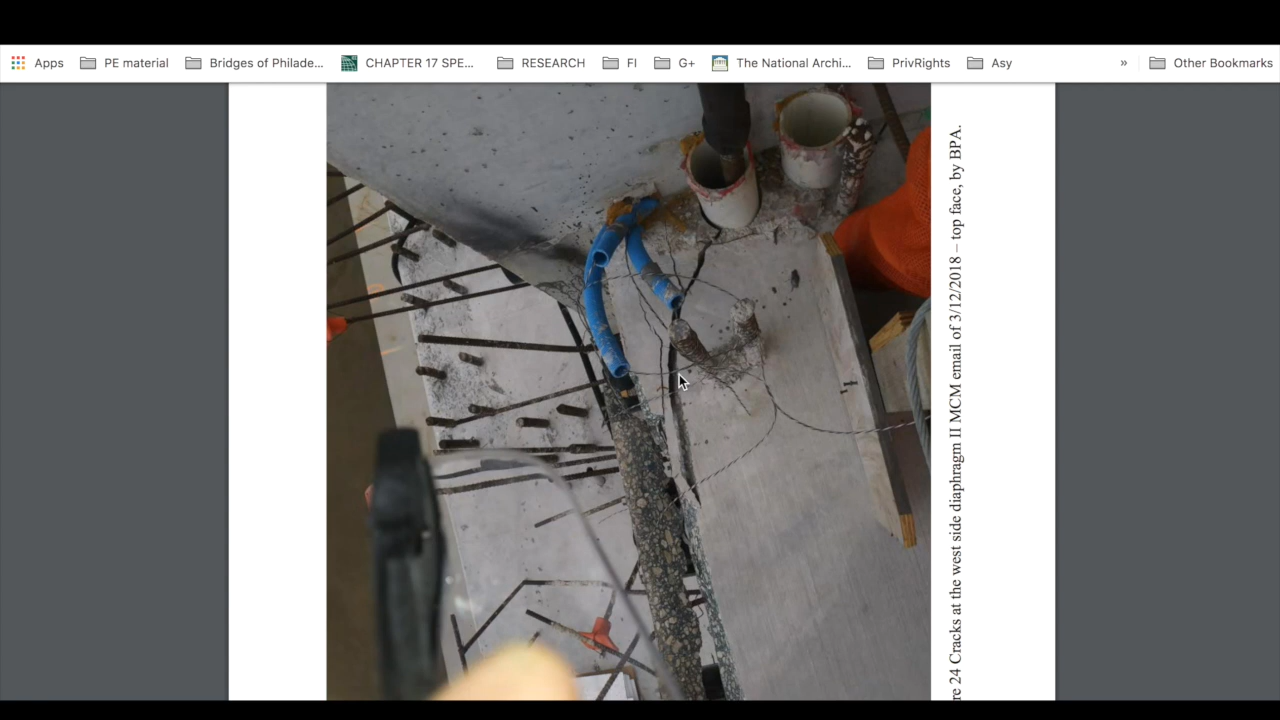 Apps
PE material
Bridges of Philade...
CHAPTER 17 SPE...
RESEARCH
FI
G+
The National Archi...
PrivRights
Asy
»
Other Bookmarks
re 24 Cracks at the west side diaphragm II MCM email of 3/12/2018 – top face, by BPA.